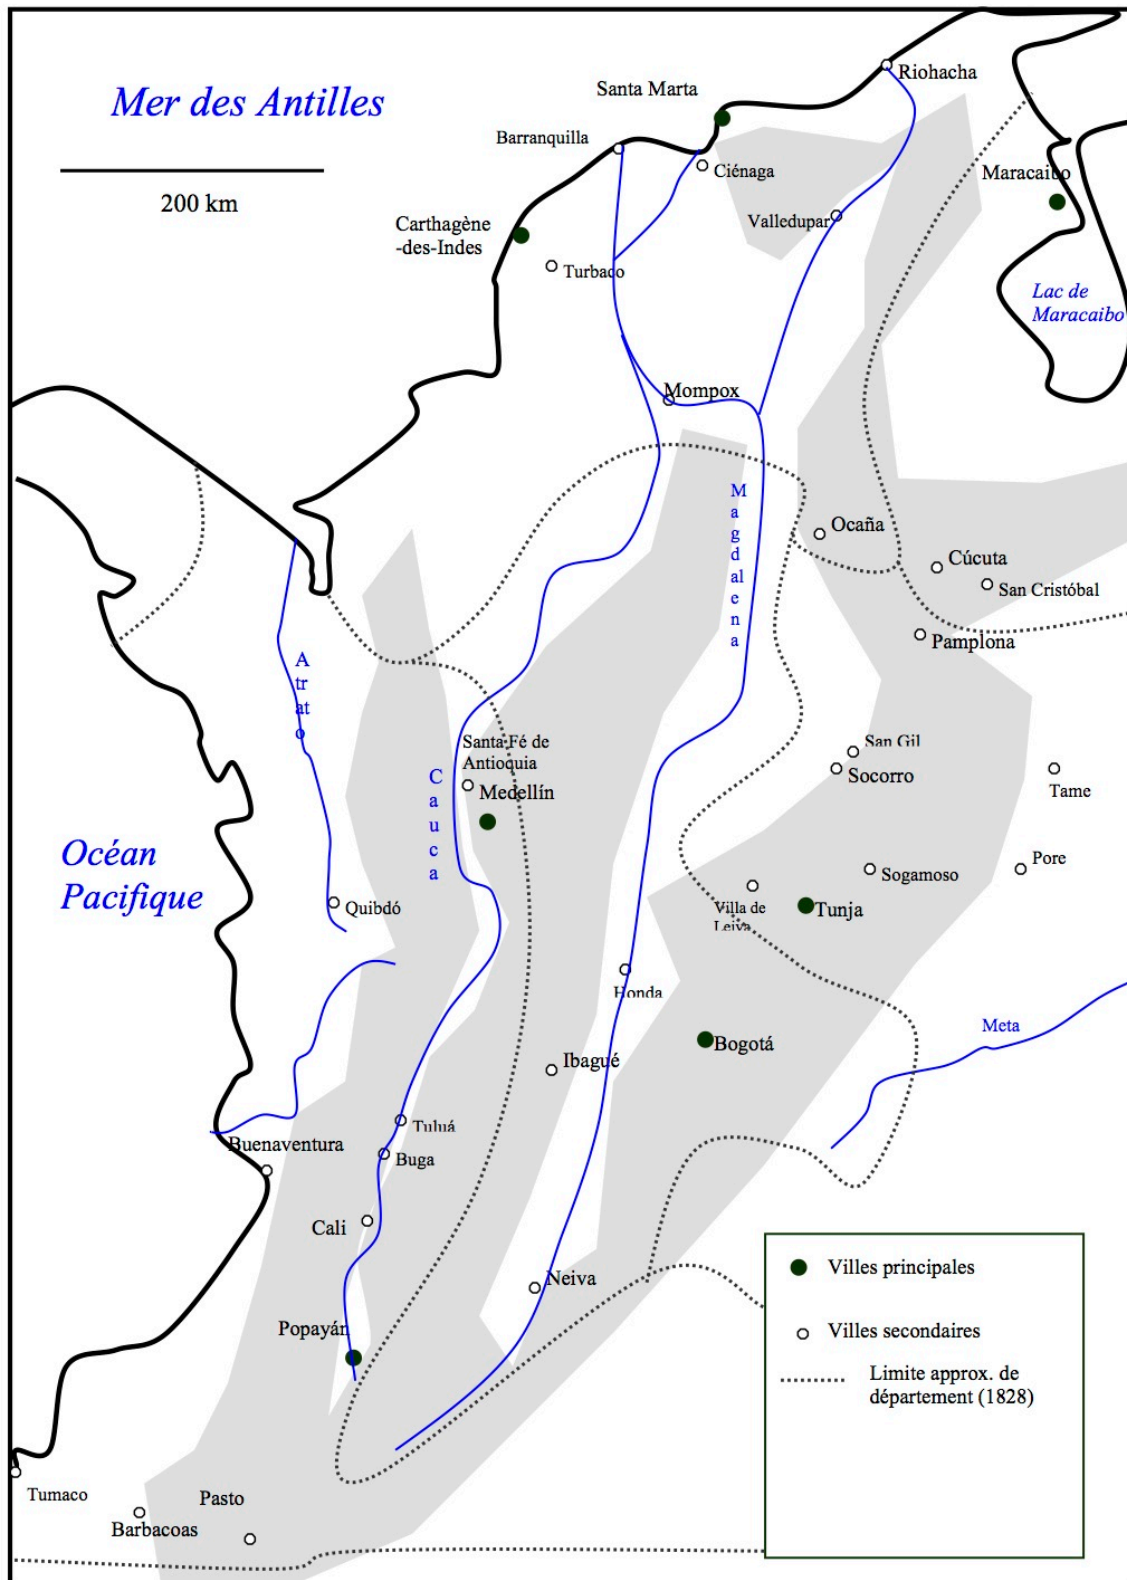 Mer des Antilles
200 km
Riohacha
Santa Marta
Barranquilla
Ciénaga
Maracaibo
Carthagène
-des-Indes
Valledupar
Turbaco
Lac de
Maracaibo
Mompox
Magdalena
Ocaña
Cúcuta
San Cristóbal
Pamplona
Atrato
Santa Fé de
Antioquia
San Gil
Socorro
Tame
Cauca
Medellín
Océan
Pacifique
Pore
Sogamoso
Quibdó
Villa de
Leiva
Tunja
Honda
Meta
Bogotá
Ibagué
Tuluá
Buenaventura
Buga
Cali
Neiva
Popayán
Villes principales
Villes secondaires
Limite approx. de
département (1828)
Tumaco
Pasto
Barbacoas